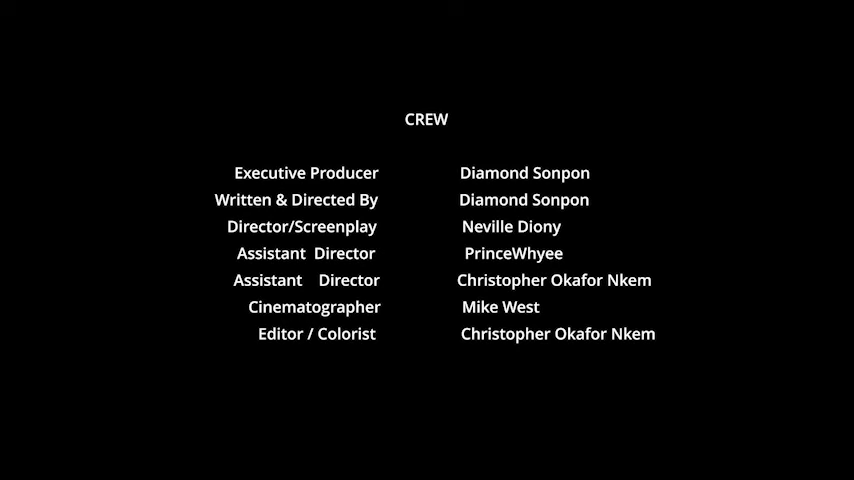 CREW
Executive Producer Diamond Sonpon
Written & Directed By Diamond Sonpon
Director/Screenplay Neville Diony
Assistant Director PrinceWhyee
Assistant Director Christopher Okafor Nkem
Cinematographer Mike West
Editor / Colorist Christopher Okafor Nkem